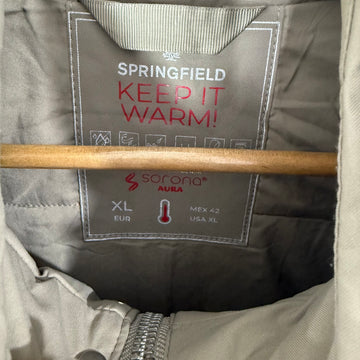 SPRINGFIELD
KEEP IT
WARM!
sorona®
AURA
XL
EUR
MEX 42
USA XL